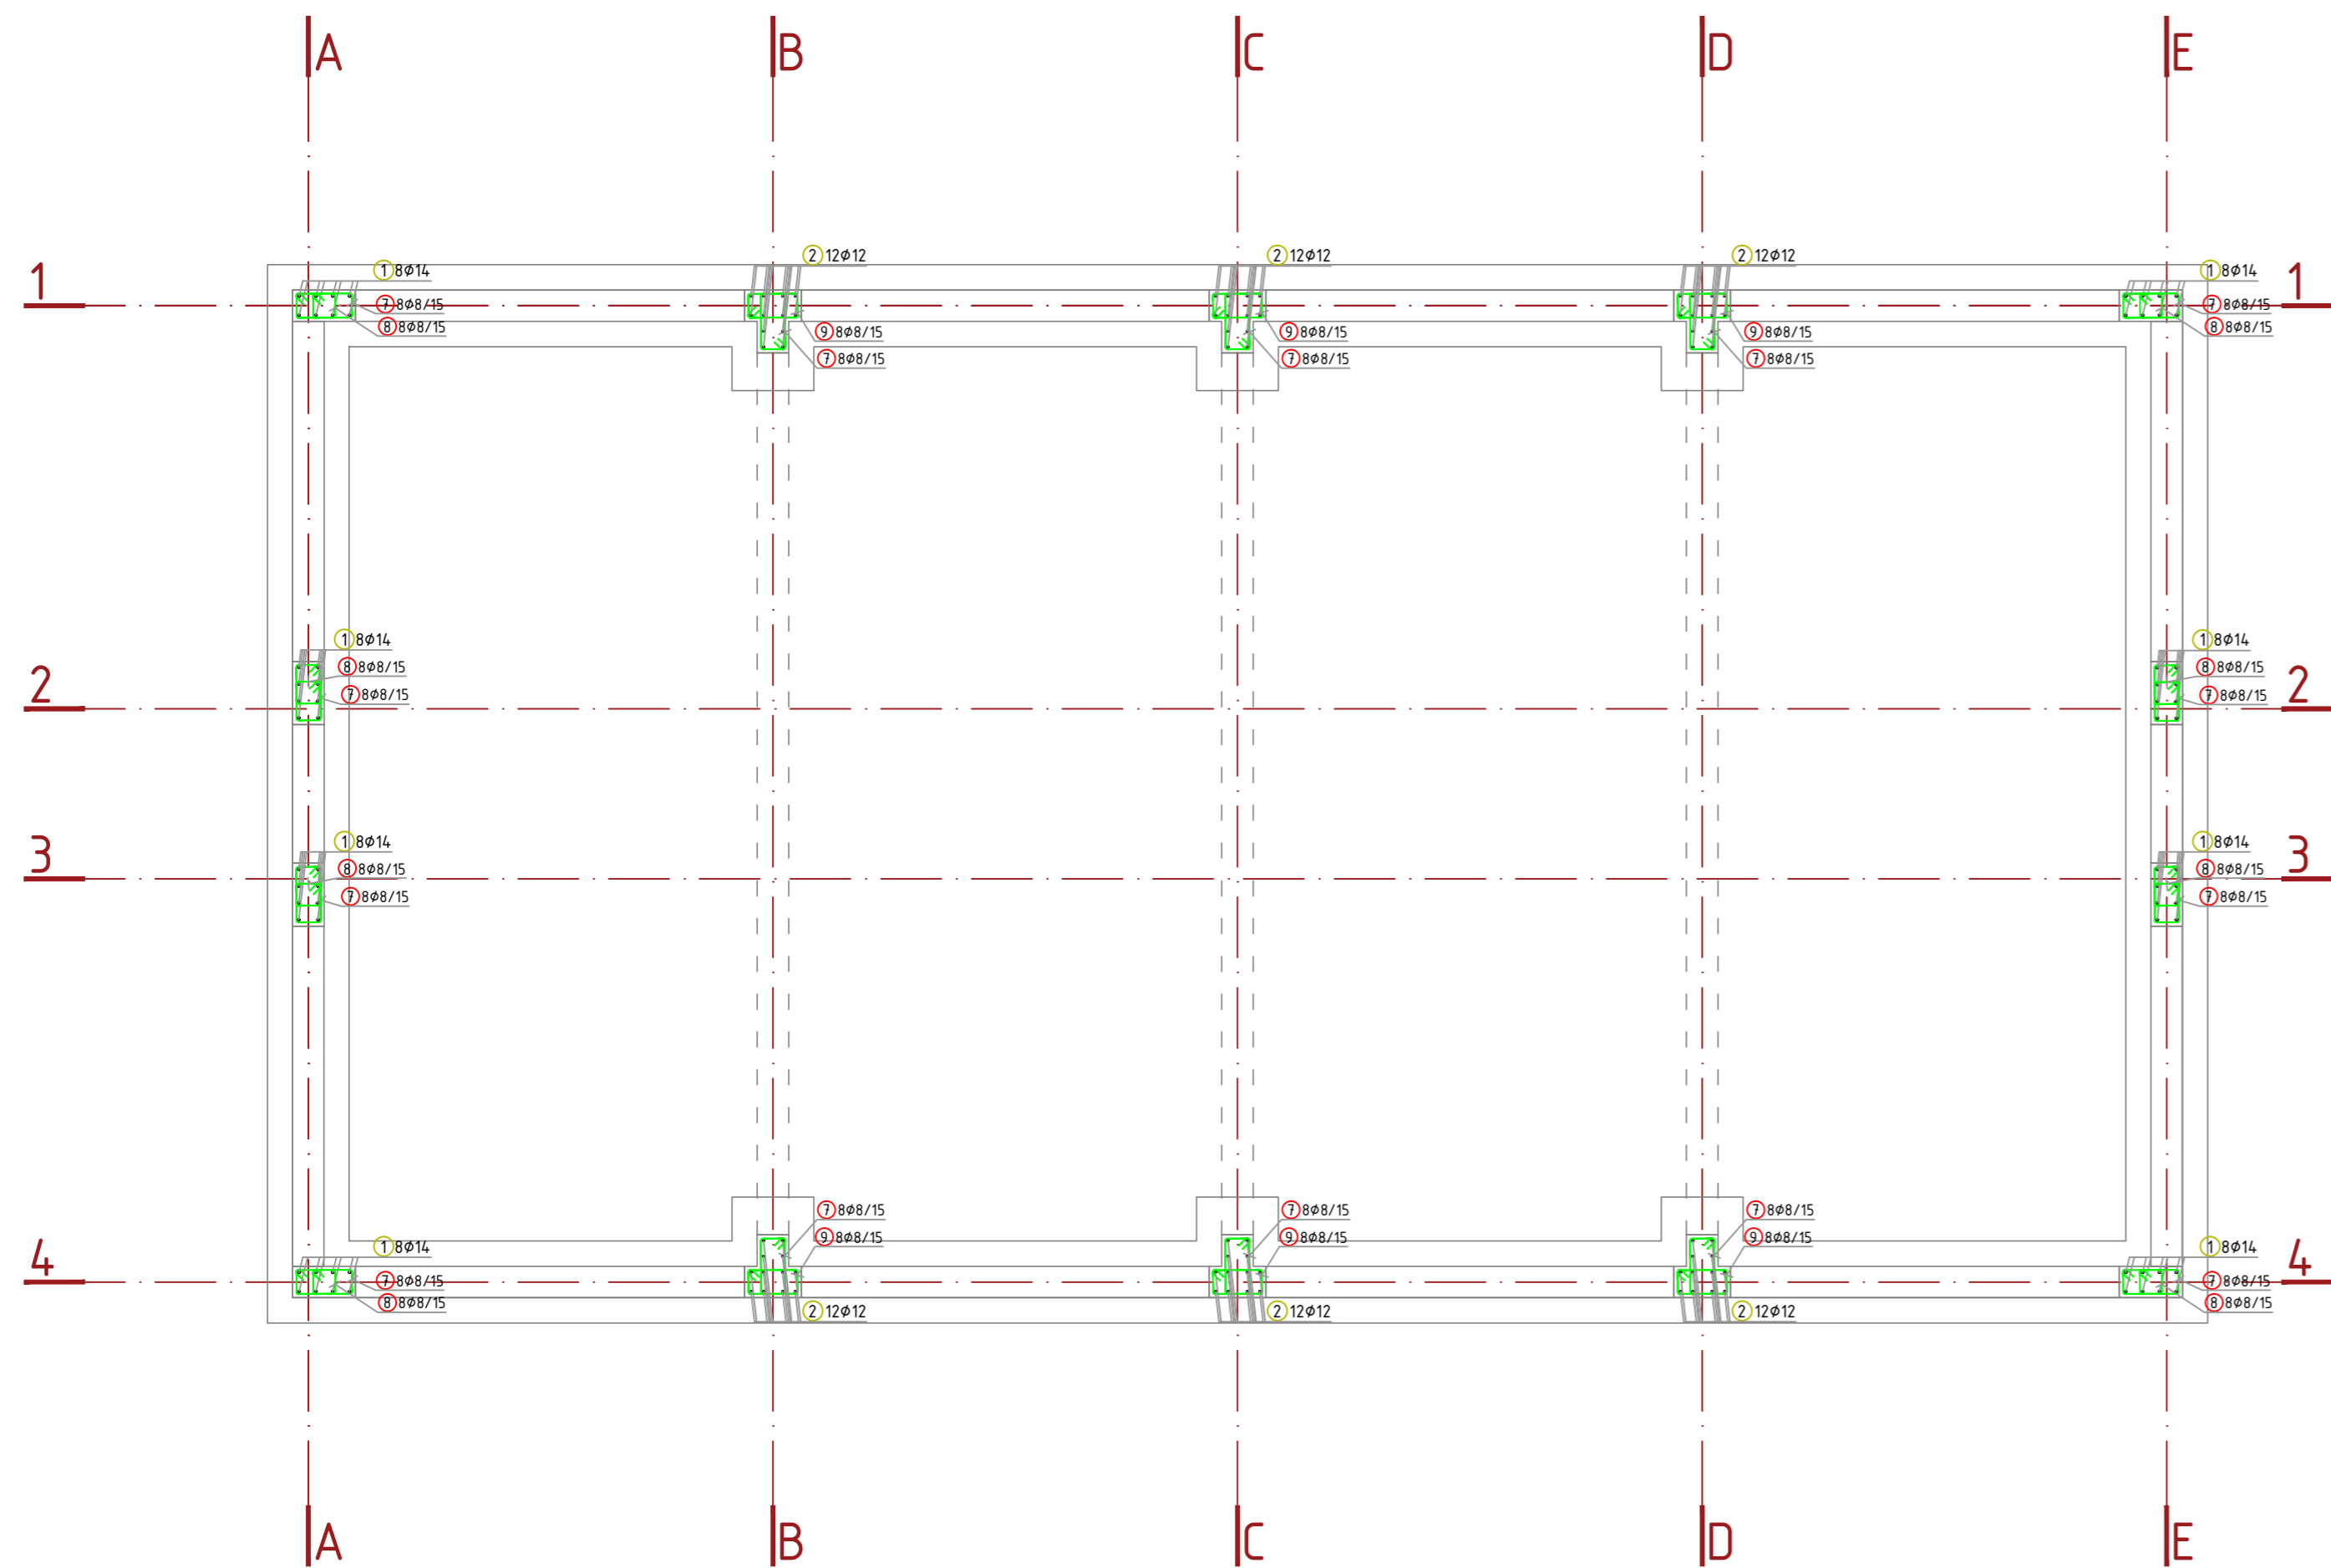 A B C D E
② 12ø12 ② 12ø12 ② 12ø12
1 ① 8ø14 ① 8ø14 1
⑦ 8ø8/15 ⑦ 8ø8/15
⑧ 8ø8/15 ⑨ 8ø8/15 ⑨ 8ø8/15 ⑨ 8ø8/15 ⑧ 8ø8/15
⑦ 8ø8/15 ⑦ 8ø8/15 ⑦ 8ø8/15
① 8ø14 ① 8ø14
2 ⑧ 8ø8/15 ⑧ 8ø8/15 2
⑦ 8ø8/15 ⑦ 8ø8/15
① 8ø14 ① 8ø14
3 ⑧ 8ø8/15 ⑧ 8ø8/15 3
⑦ 8ø8/15 ⑦ 8ø8/15
⑦ 8ø8/15 ⑦ 8ø8/15 ⑦ 8ø8/15
⑨ 8ø8/15 ⑨ 8ø8/15 ⑨ 8ø8/15
4 ① 8ø14 ① 8ø14 4
⑦ 8ø8/15 ⑦ 8ø8/15
⑧ 8ø8/15 ⑧ 8ø8/15
② 12ø12 ② 12ø12 ② 12ø12
A B C D E